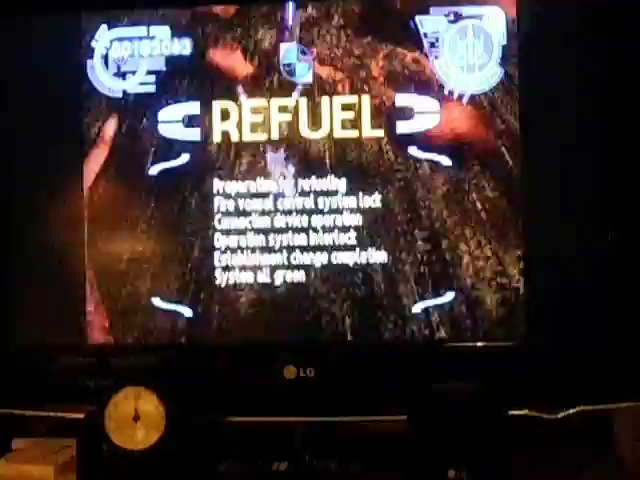 00183063
REFUEL
Preparation for refueling
Fire vessel control system lock
Connection device operation
Operation system interlock
Establishment change completion
System all green
LG